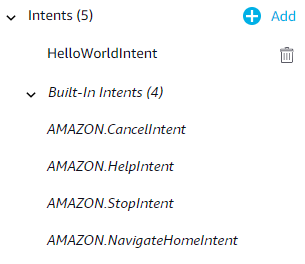 Intents (5) Add
HelloWorldIntent
Built-In Intents (4)
AMAZON.CancelIntent
AMAZON.HelpIntent
AMAZON.StopIntent
AMAZON.NavigateHomeIntent